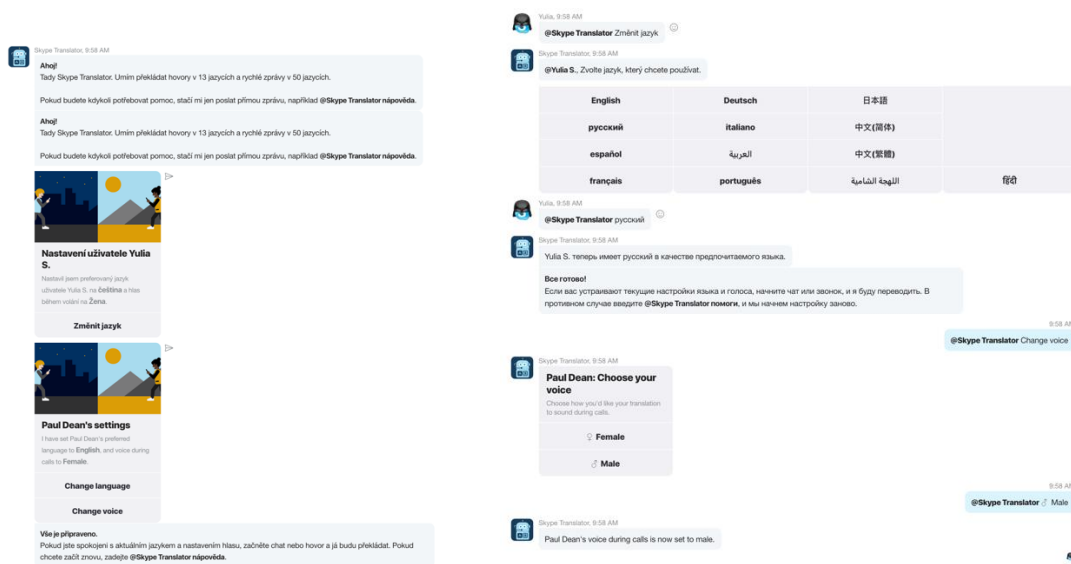 Skype Translator, 9:58 AM
Ahoj!
Tady Skype Translator. Umím překládat hovory v 13 jazycích a rychlé zprávy v 50 jazycích.
Pokud budete kdykoli potřebovat pomoc, stačí mi jen poslat přímou zprávu, například @Skype Translator nápověda.
Ahoj!
Tady Skype Translator. Umím překládat hovory v 13 jazycích a rychlé zprávy v 50 jazycích.
Pokud budete kdykoli potřebovat pomoc, stačí mi jen poslat přímou zprávu, například @Skype Translator nápověda.
Nastavení uživatele Yulia
S.
Nastavil jsem preferovaný jazyk
uživatele Yulia S. na čeština a hlas
během volání na Žena.
Změnit jazyk
Paul Dean's settings
I have set Paul Dean's preferred
language to English, and voice during
calls to Female.
Change language
Change voice
Vše je připraveno.
Pokud jste spokojeni s aktuálním jazykem a nastavením hlasu, začněte chat nebo hovor a já budu překládat. Pokud
chcete začít znovu, zadejte @Skype Translator nápověda.
Yulia, 9:58 AM
@Skype Translator Změnit jazyk
Skype Translator, 9:58 AM
@Yulia S., Zvolte jazyk, který chcete používat.
English Deutsch 日本語
русский italiano 中文(简体)
español العربية 中文(繁體)
français português اللهجة الشامية हिंदी
Yulia, 9:58 AM
@Skype Translator русский
Skype Translator, 9:58 AM
Yulia S. теперь имеет русский в качестве предпочитаемого языка.
Все готово!
Если вас устраивают текущие настройки языка и голоса, начните чат или звонок, и я буду переводить. В
противном случае введите @Skype Translator помоги, и мы начнем настройку заново.
9:58 AM
@Skype Translator Change voice
Skype Translator, 9:58 AM
Paul Dean: Choose your
voice
Choose how you'd like your translation
to sound during calls.
♀ Female
♂ Male
9:58 AM
@Skype Translator ♂ Male
Skype Translator, 9:58 AM
Paul Dean's voice during calls is now set to male.